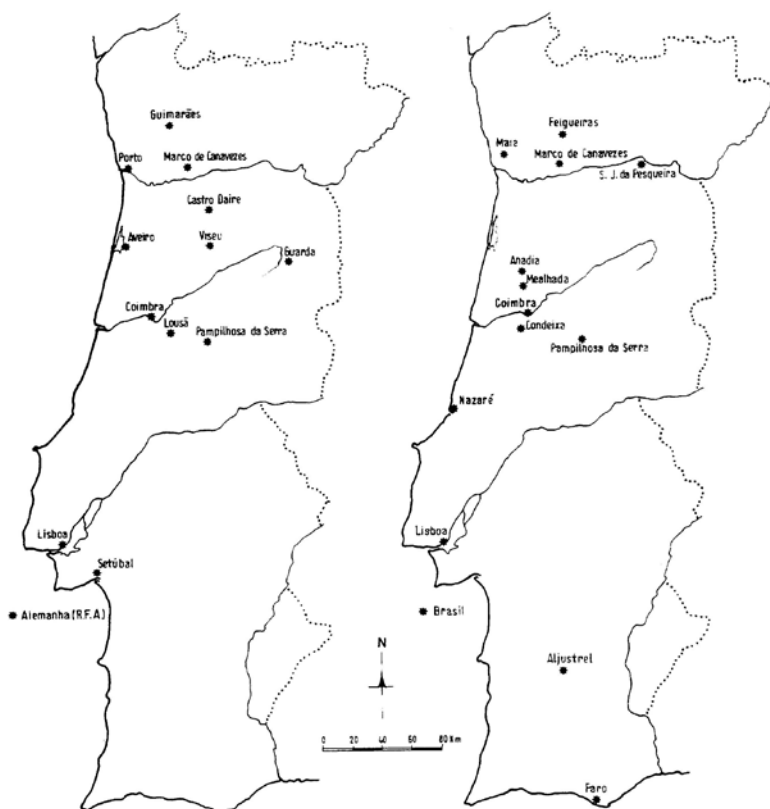 Guimarães
Porto
Marco de Canavezes
Castro Daire
Aveiro
Viseu
Guarda
Coimbra
Lousã
Pampilhosa da Serra
Lisboa
Setúbal
Alemanha (R.F.A)
Feigueiras
Maia
Marco de Canavezes
S. J. da Pesqueira
Anadia
Mealhada
Coimbra
Condeixa
Pampilhosa da Serra
Nazaré
Lisboa
Brasil
Aljustrel
Faro
N
0 20 40 60 80 Km